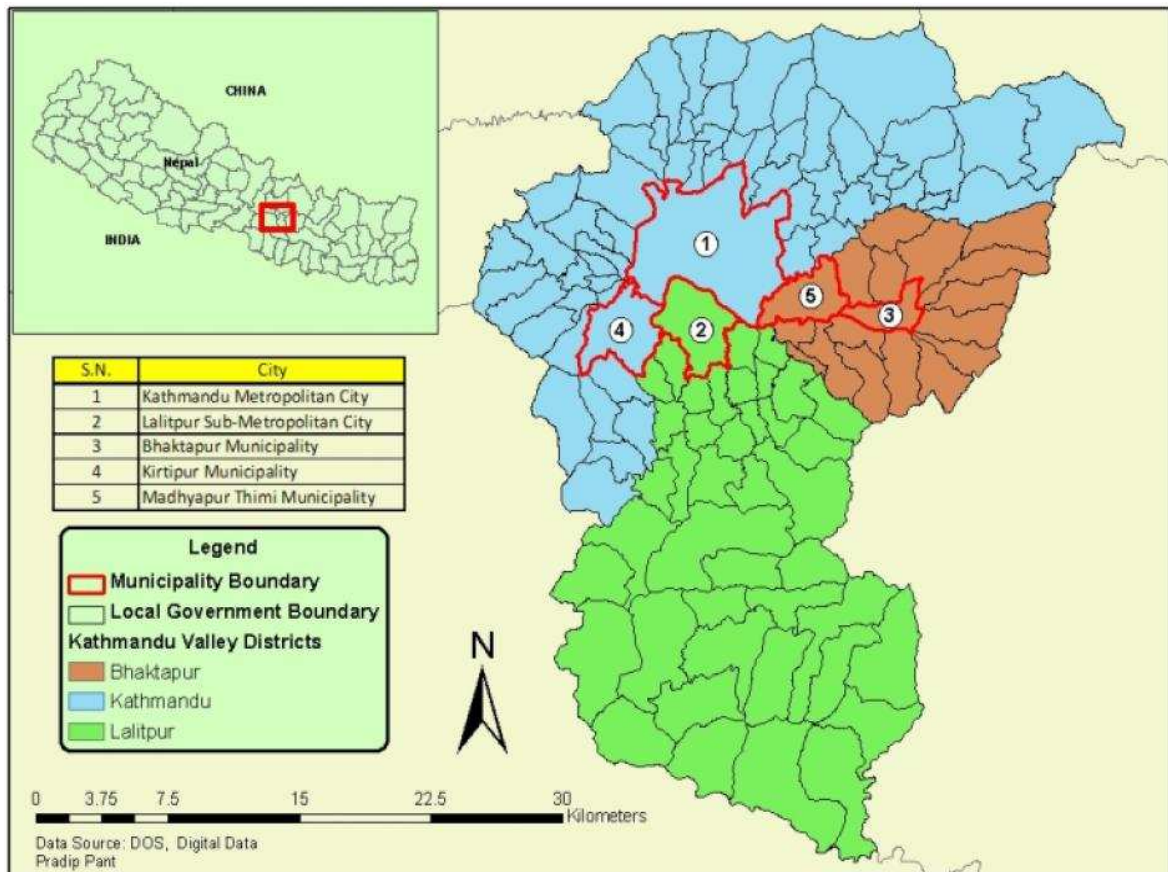 CHINA
Nepal
INDIA
S.N. City
1 Kathmandu Metropolitan City
2 Lalitpur Sub-Metropolitan City
3 Bhaktapur Municipality
4 Kirtipur Municipality
5 Madhyapur Thimi Municipality
Legend
Municipality Boundary
Local Government Boundary
Kathmandu Valley Districts
Bhaktapur
Kathmandu
Lalitpur
1
5
3
4
2
N
0 3.75 7.5 15 22.5 30
Kilometers
Data Source: DOS, Digital Data
Pradip Pant